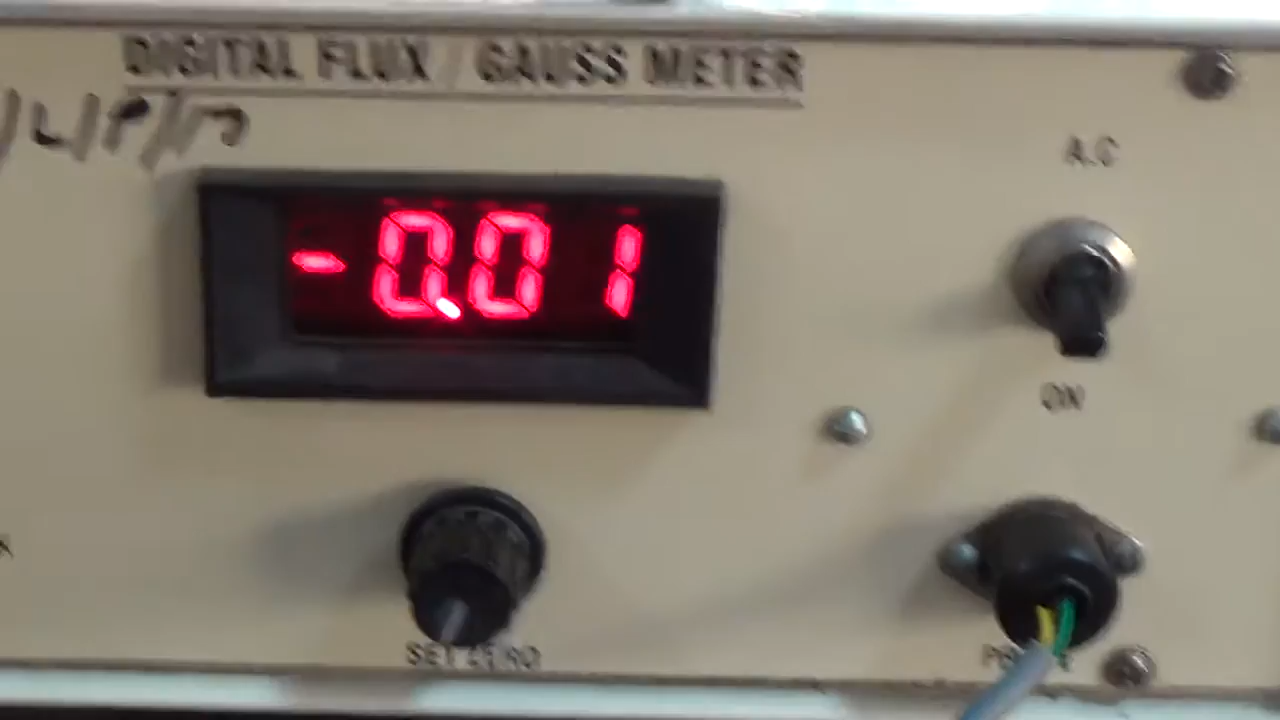 DIGITAL FLUX / GAUSS METER
A.C
-0.01
ON
SET ZERO